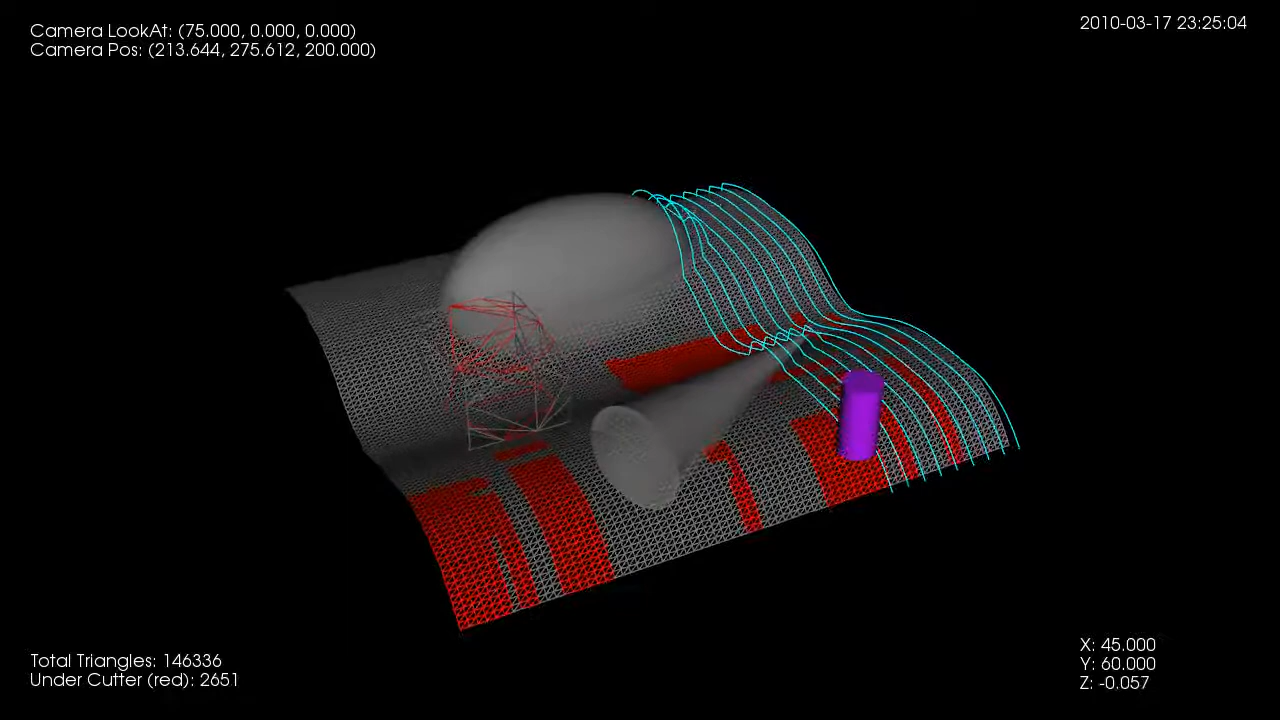 Camera LookAt: (75.000, 0.000, 0.000)
Camera Pos: (213.644, 275.612, 200.000)
2010-03-17 23:25:04
Total Triangles: 146336
Under Cutter (red): 2651
X: 45.000
Y: 60.000
Z: -0.057